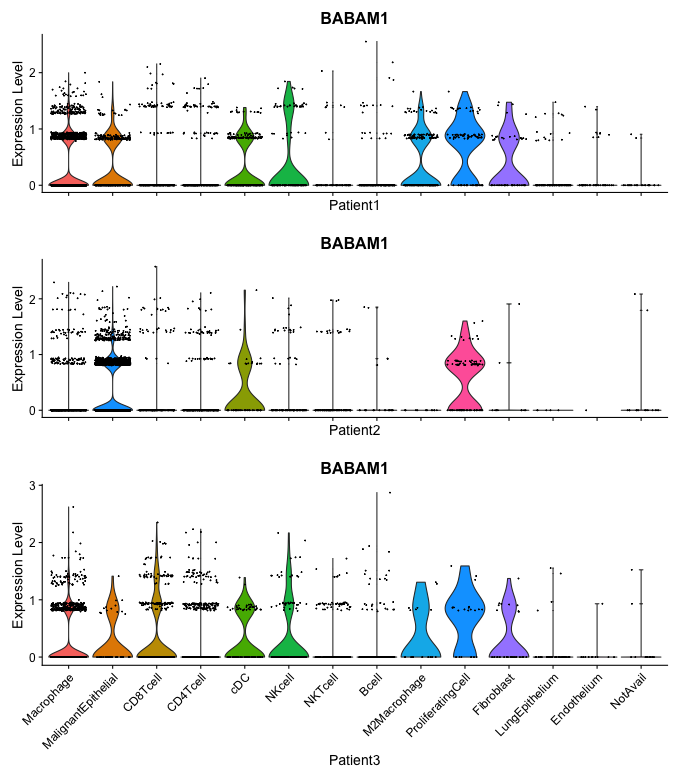 BABAM1
Expression Level
2
1
0
Patient1
BABAM1
Expression Level
2
1
0
Patient2
BABAM1
Expression Level
3
2
1
0
Macrophage
MalignantEpithelial
CD8Tcell
CD4Tcell
cDC
NKcell
NKTcell
Bcell
M2Macrophage
ProliferatingCell
Fibroblast
LungEpithelium
Endothelium
NotAvail
Patient3